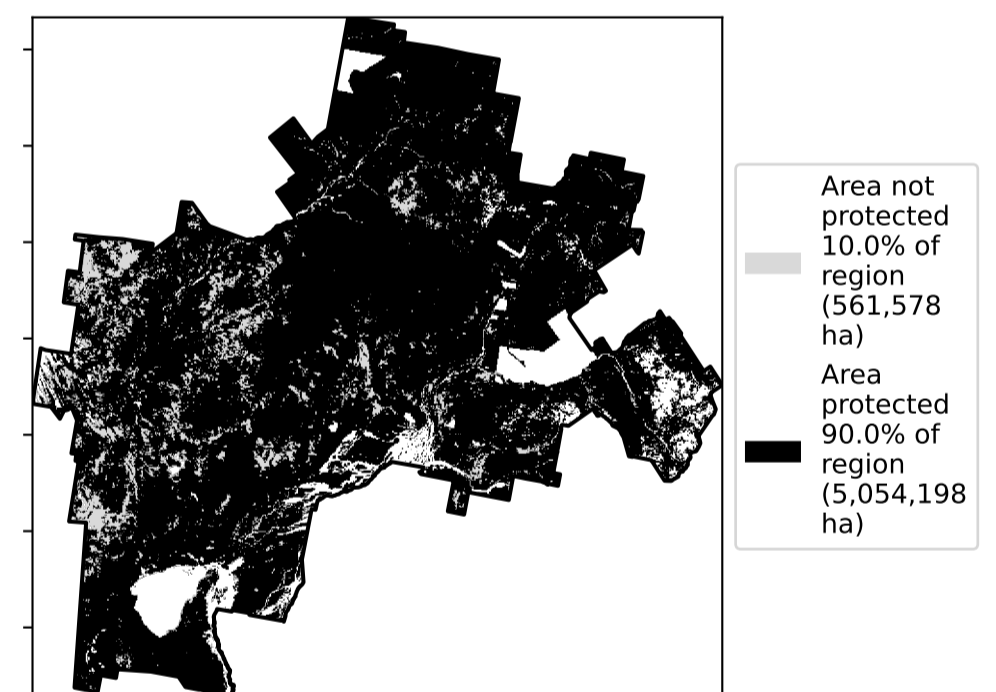 Area not
protected
10.0% of
region
(561,578
ha)
Area
protected
90.0% of
region
(5,054,198
ha)